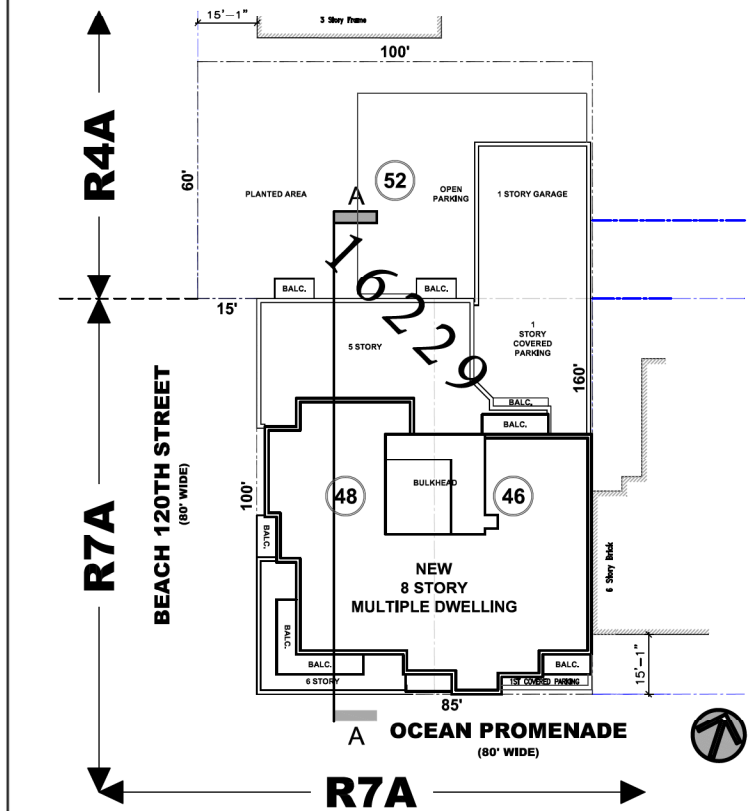 15'-1"
3 Story Frame
100'
R4A
60'
PLANTED AREA
A
52
OPEN
PARKING
1 STORY GARAGE
16229
BALC.
BALC.
15'
5 STORY
1
STORY
COVERED
PARKING
160'
BALC.
BALC.
BEACH 120TH STREET
(80' WIDE)
R7A
100'
48
BULKHEAD
46
BALC.
NEW
8 STORY
MULTIPLE DWELLING
6 Story Brick
BALC.
BALC.
BALC.
6 STORY
1ST COVERED PARKING
15'-1"
85'
A
OCEAN PROMENADE
(80' WIDE)
R7A